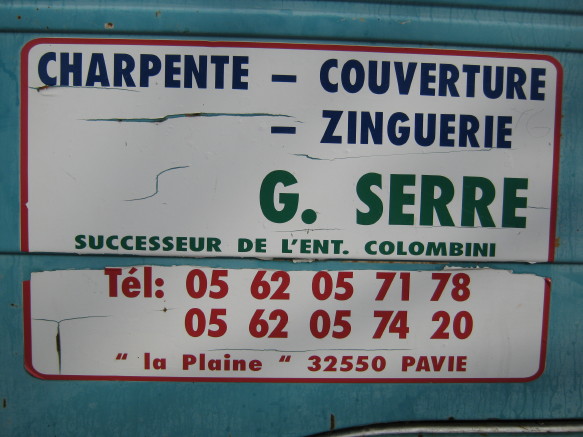 CHARPENTE – COUVERTURE
– ZINGUERIE
G. SERRE
SUCCESSEUR DE L'ENT. COLOMBINI
Tél: 05 62 05 71 78
05 62 05 74 20
" la Plaine " 32550 PAVIE